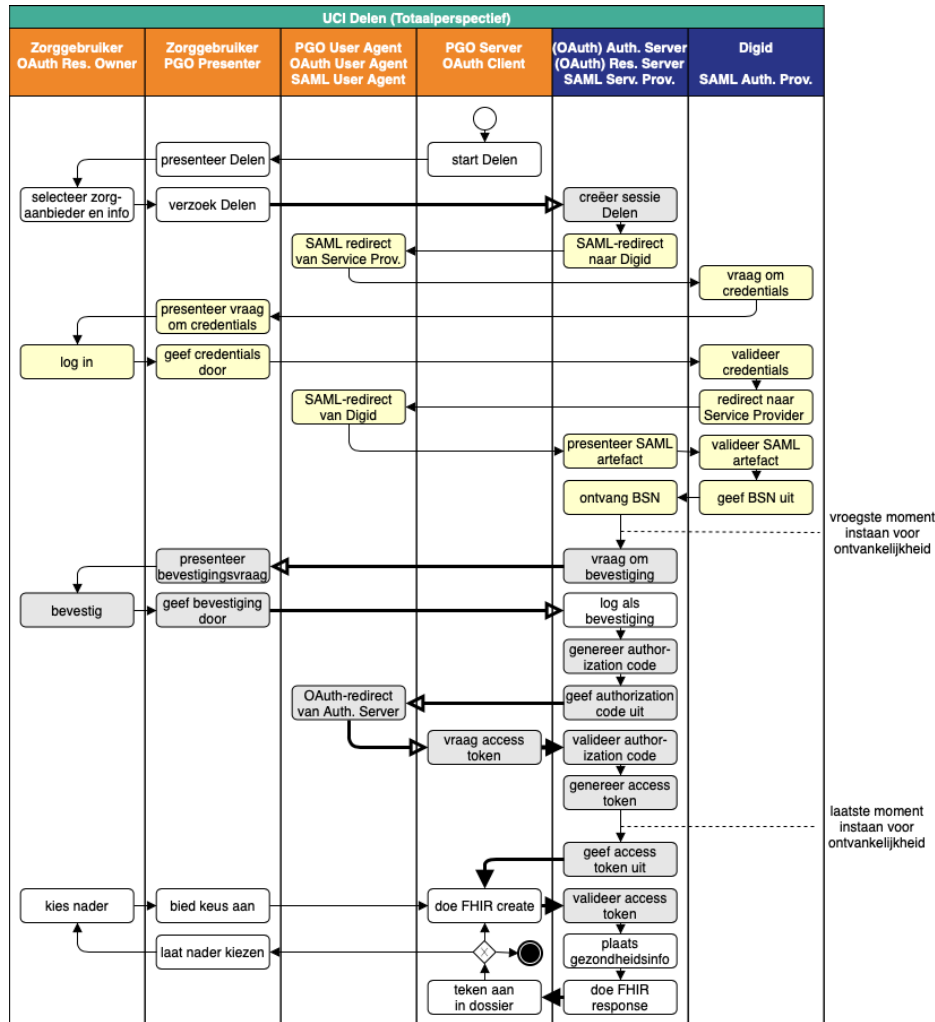 UCI Delen (Totaalperspectief)
Zorggebruiker
OAuth Res. Owner
Zorggebruiker
PGO Presenter
PGO User Agent
OAuth User Agent
SAML User Agent
PGO Server
OAuth Client
(OAuth) Auth. Server
(OAuth) Res. Server
SAML Serv. Prov.
Digid
SAML Auth. Prov.
presenteer Delen
start Delen
selecteer zorg-
aanbieder en info
verzoek Delen
creëer sessie
Delen
SAML redirect
van Service Prov.
SAML-redirect
naar Digid
vraag om
credentials
presenteer vraag
om credentials
log in
geef credentials
door
valideer
credentials
SAML-redirect
van Digid
redirect naar
Service Provider
presenteer SAML
artefact
valideer SAML
artefact
ontvang BSN
geef BSN uit
vroegste moment
instaan voor
ontvankelijkheid
presenteer
bevestigingsvraag
vraag om
bevestiging
bevestig
geef bevestiging
door
log als
bevestiging
genereer author-
ization code
OAuth-redirect
van Auth. Server
geef authorization
code uit
vraag access
token
valideer author-
ization code
genereer access
token
laatste moment
instaan voor
ontvankelijkheid
geef access
token uit
kies nader
bied keus aan
doe FHIR create
valideer access
token
laat nader kiezen
X
plaats
gezondheidsinfo
teken aan
in dossier
doe FHIR
response